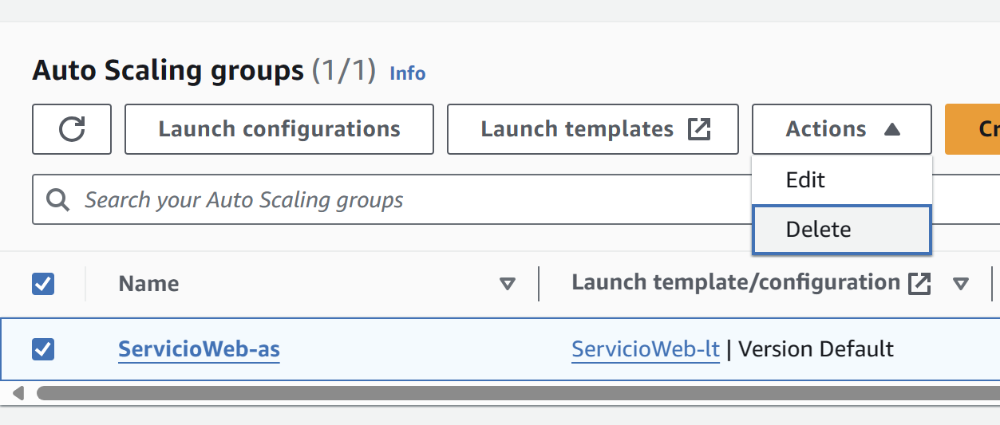 Auto Scaling groups (1/1) Info
Launch configurations Launch templates Actions
Edit
Search your Auto Scaling groups
Delete
Name Launch template/configuration
ServicioWeb-as ServicioWeb-lt | Version Default